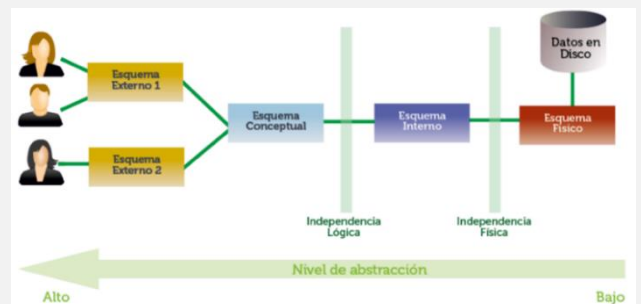 Datos en
Disco
Esquema
Externo 1
Esquema
Conceptual
Esquema
Interno
Esquema
Físico
Esquema
Externo 2
Independencia
Lógica
Independencia
Física
Nivel de abstracción
Alto
Bajo